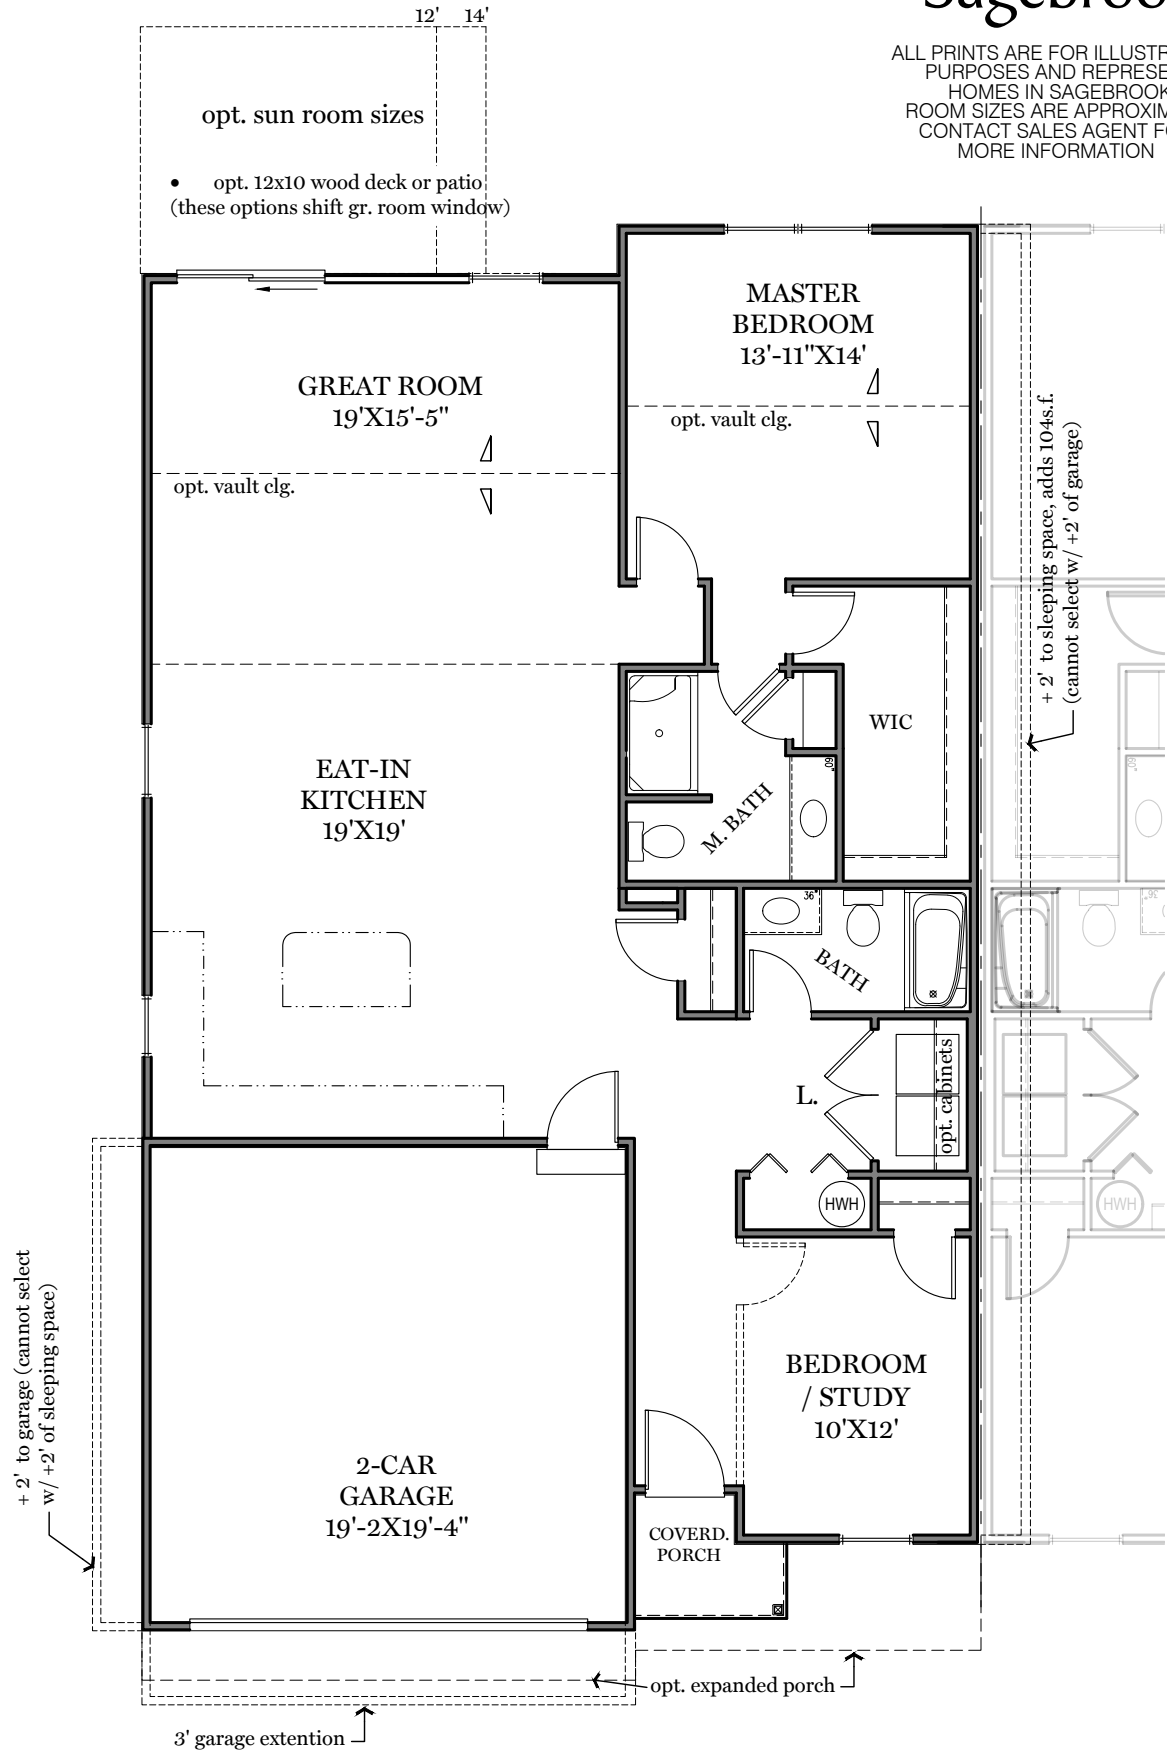 12' 14'
Sagebroo
ALL PRINTS ARE FOR ILLUSTR
PURPOSES AND REPRESE
HOMES IN SAGEBROOK
ROOM SIZES ARE APPROXIM
CONTACT SALES AGENT FO
MORE INFORMATION
opt. sun room sizes
• opt. 12x10 wood deck or patio
(these options shift gr. room window)
MASTER
BEDROOM
13'-11"X14'
opt. vault clg.
GREAT ROOM
19'X15'-5"
opt. vault clg.
+ 2' to sleeping space, adds 104s.f.
(cannot select w/ +2' of garage)
WIC
EAT-IN
KITCHEN
19'X19'
60"
M. BATH
36"
36"
60"
BATH
L.
opt. cabinets
HWH
HWH
+ 2' to garage (cannot select
w/ +2' of sleeping space)
BEDROOM
/ STUDY
10'X12'
2-CAR
GARAGE
19'-2X19'-4"
COVERD.
PORCH
opt. expanded porch
3' garage extention